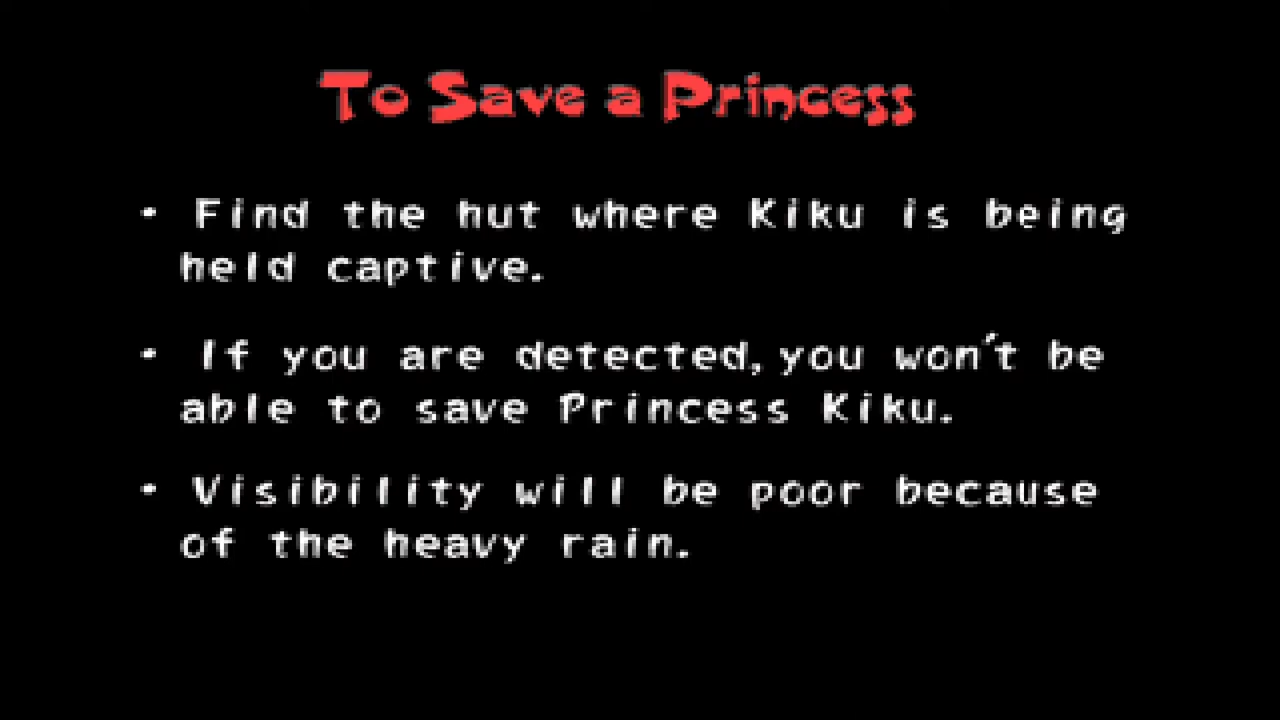 To Save a Princess
· Find the hut where Kiku is being
held captive.
· If you are detected, you won't be
able to save Princess Kiku.
· Visibility will be poor because
of the heavy rain.